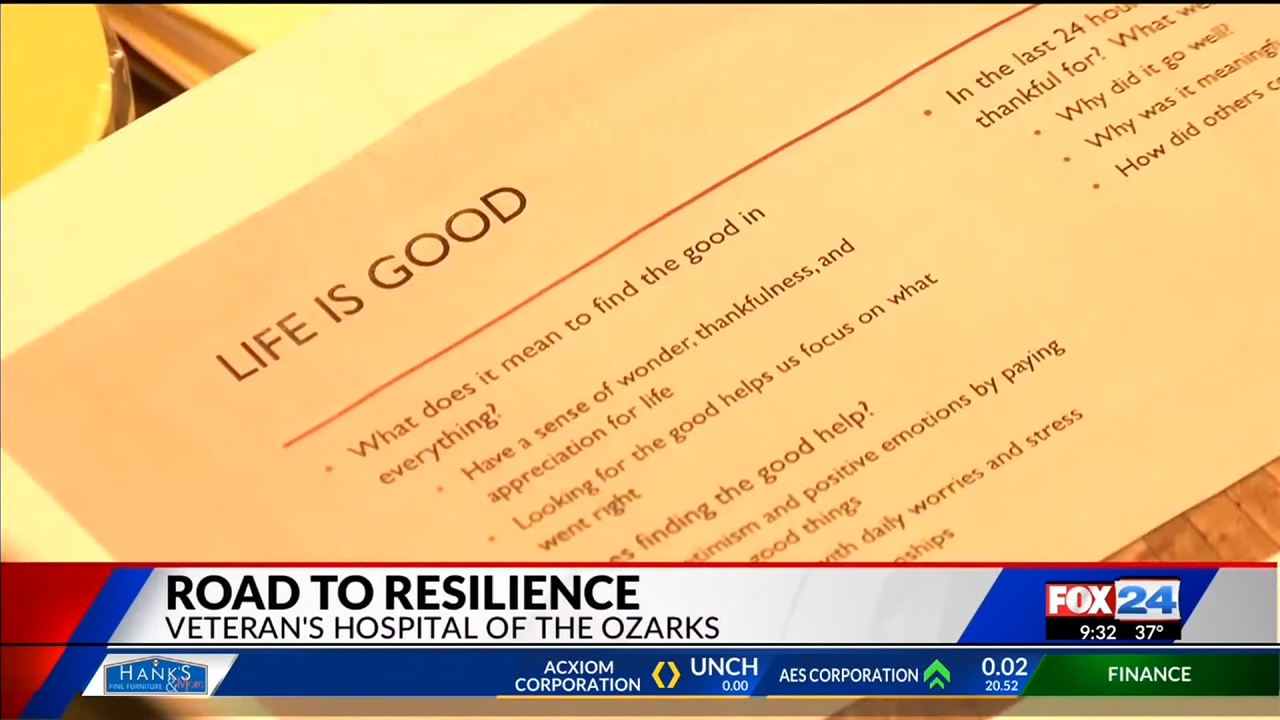 LIFE IS GOOD
What does it mean to find the good in
everything?
Have a sense of wonder, thankfulness, and
appreciation for life
Looking for the good helps us focus on what
went right
finding the good help?
and positive emotions by paying
good things
with daily worries and stress
In the last 24
thankful for? What
Why did it go well?
Why was it
How did others
ROAD TO RESILIENCE
VETERAN'S HOSPITAL OF THE OZARKS
FOX 24
9:32 37°
HANK'S
FINE FURNITURE
ACXIOM
CORPORATION
UNCH
0.00
AES CORPORATION
0.02
20.52
FINANCE